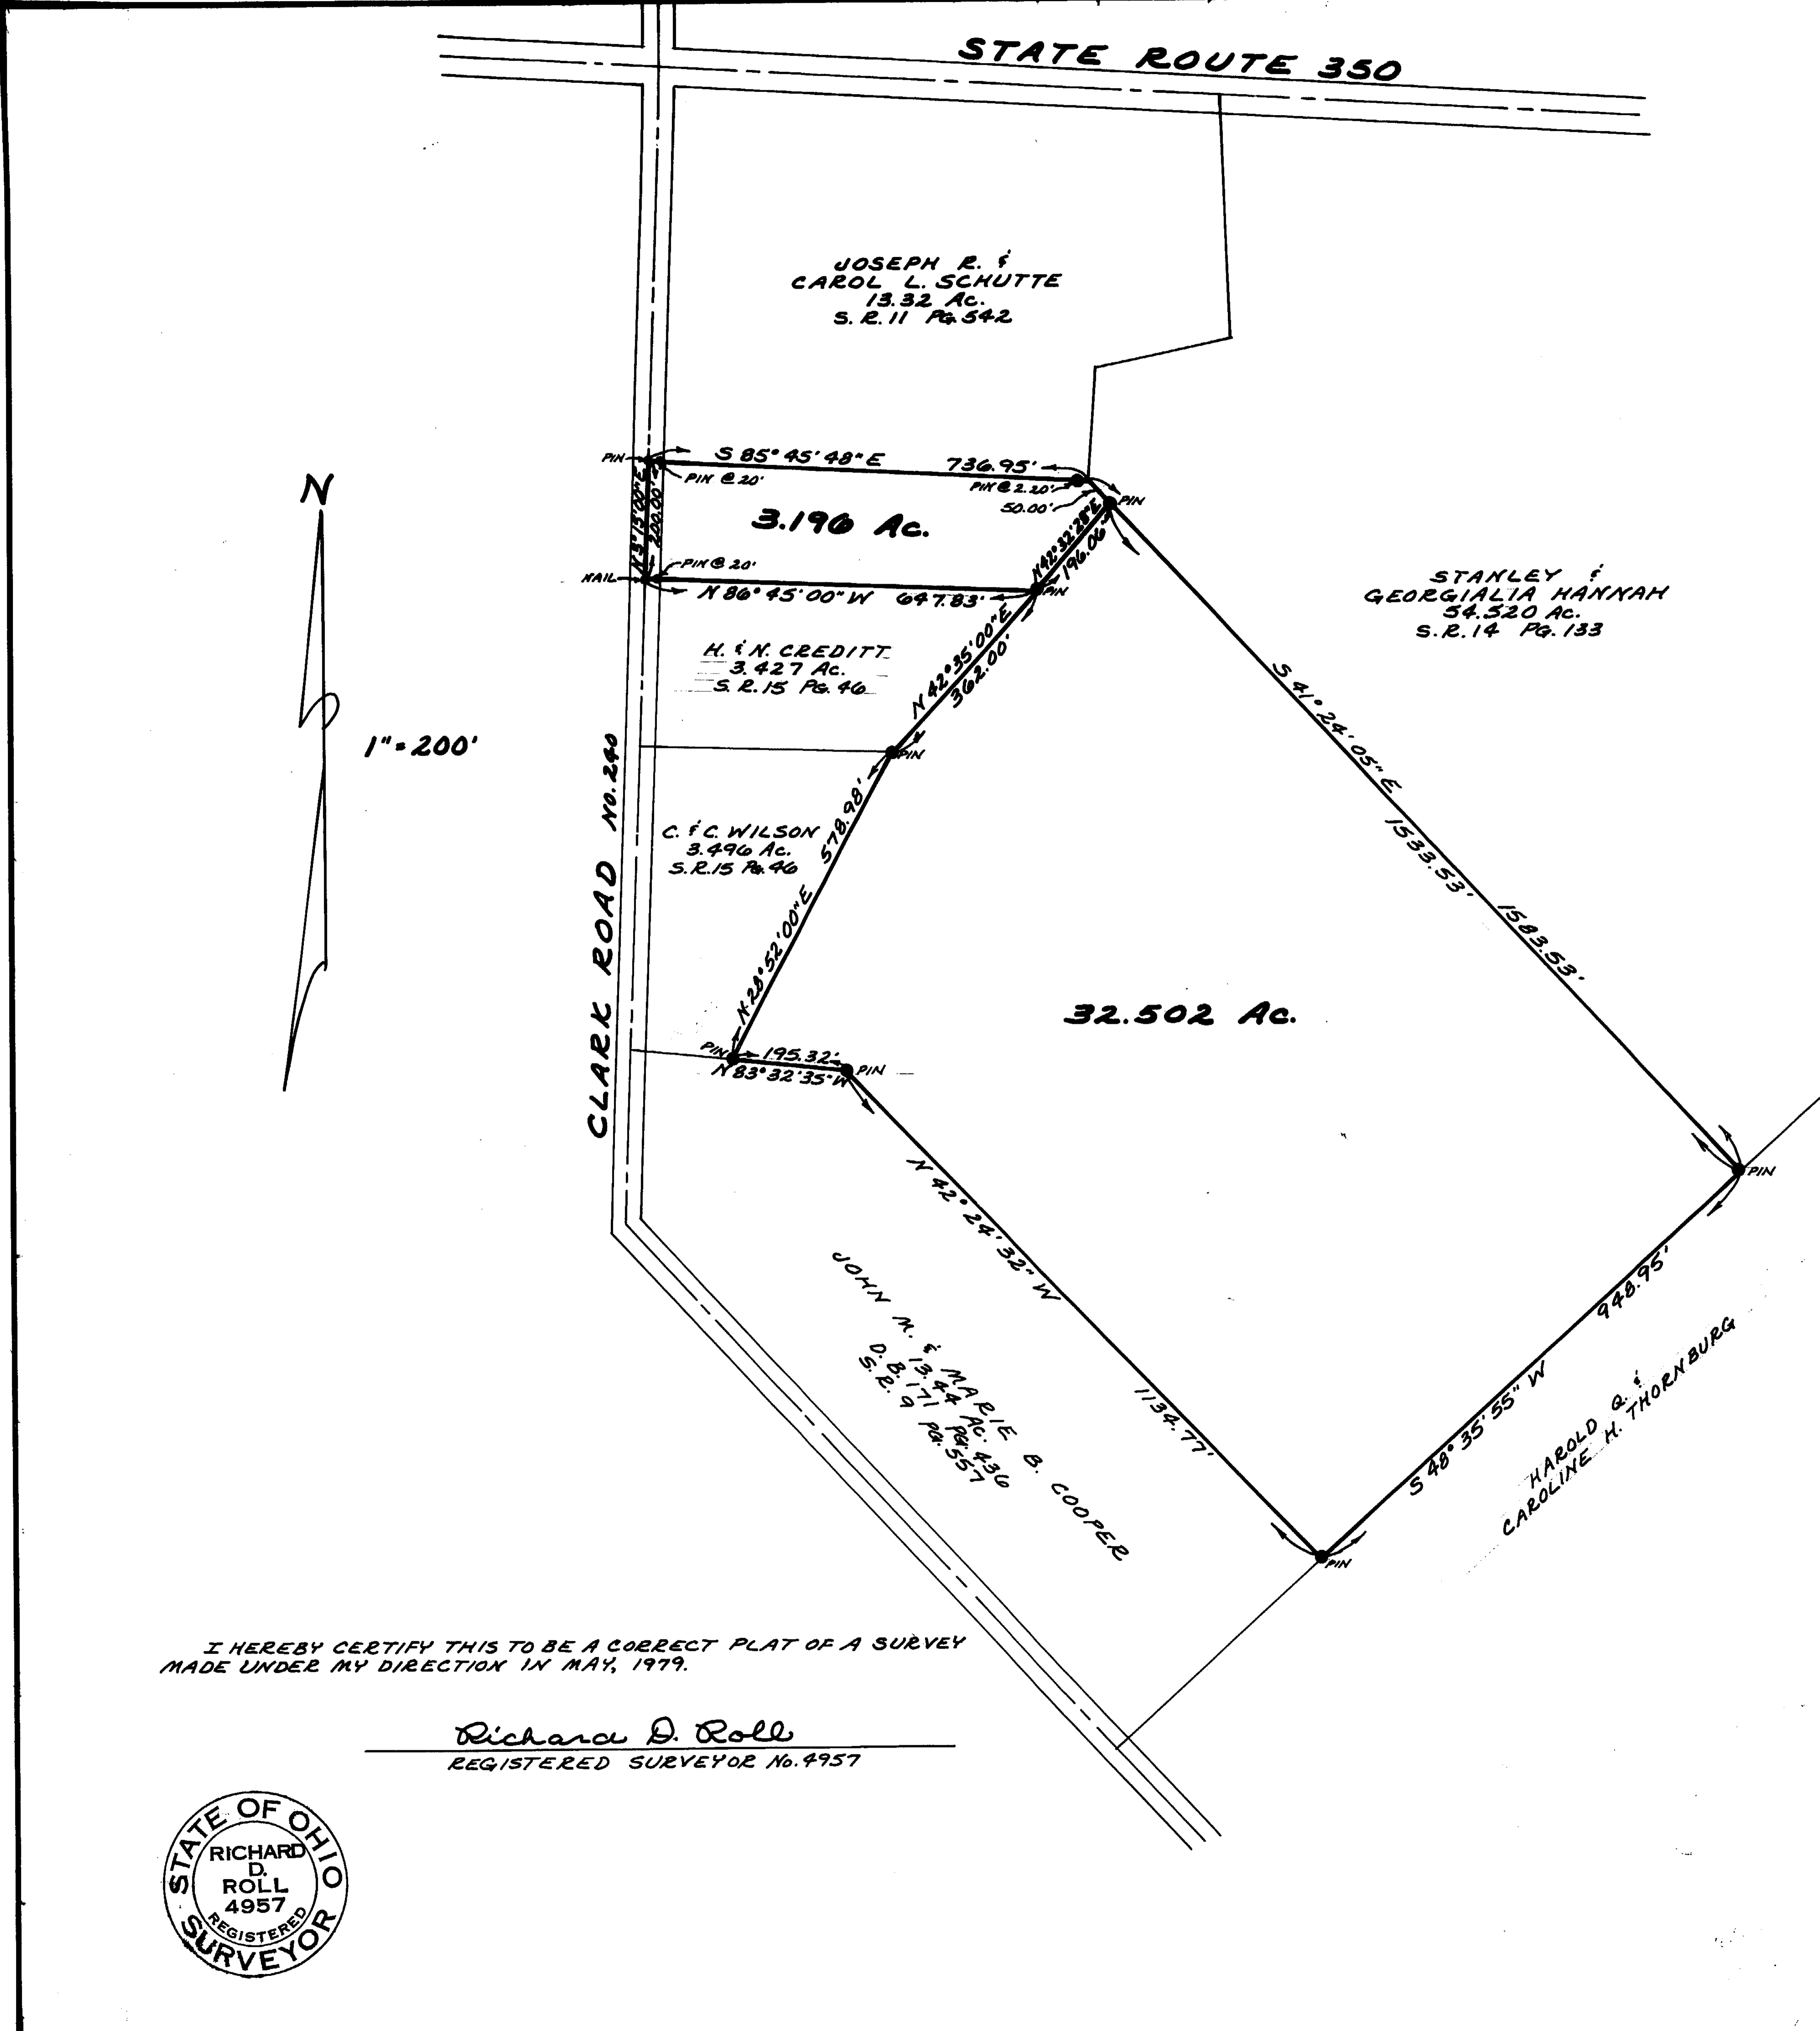 STATE ROUTE 350
JOSEPH R. &
CAROL L. SCHUTTE
13.32 Ac.
S.R. 11 PG. 542
N
PIN
S 85° 45' 48" E 736.95'
PIN @ 20'
PIN @ 2.20'
50.00'
PIN
N 3° 15' 00" E
200.00'
3.196 Ac.
N 42° 32' 28" E
196.06'
NAIL
PIN @ 20'
N 86° 45' 00" W 647.83'
PIN
STANLEY &
GEORGIALIA HANNAH
54.520 Ac.
S.R. 14 PG. 133
H. & N. CREDITT
3.427 Ac.
S.R. 15 PG. 46
N 42° 35' 00" E
362.00'
S 41° 24' 05" E
1533.53'
1583.53'
1" = 200'
PIN
CLARK ROAD No. 240
C. & C. WILSON
3.496 Ac.
S.R. 15 PG. 46
578.98'
N 28° 52' 00" E
32.502 Ac.
PIN
195.32'
PIN
N 83° 32' 35" W
PIN
N 42° 24' 32" W
1134.77'
JOHN M. & MARIE B. COOPER
13.44 AC.
D.B. 171 PG. 436
S.R. 9 PG. 557
948.95'
S 48° 35' 55" W
HAROLD Q. &
CAROLINE H. THORNBURG
PIN
I HEREBY CERTIFY THIS TO BE A CORRECT PLAT OF A SURVEY
MADE UNDER MY DIRECTION IN MAY, 1979.
Richard D. Roll
REGISTERED SURVEYOR No. 4957
STATE OF OHIO
RICHARD
D.
ROLL
4957
REGISTERED
SURVEYOR